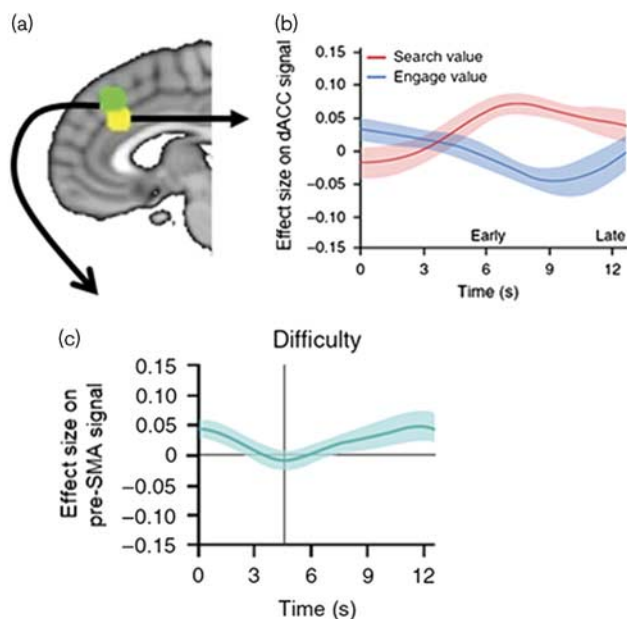 (a)
(b)
Effect size on dACC signal
0.15
0.10
0.05
0
−0.05
−0.10
−0.15
Search value
Engage value
Early
Late
0
3
6
9
12
Time (s)
(c)
Difficulty
Effect size on
pre-SMA signal
0.15
0.10
0.05
0
−0.05
−0.10
−0.15
0
3
6
9
12
Time (s)